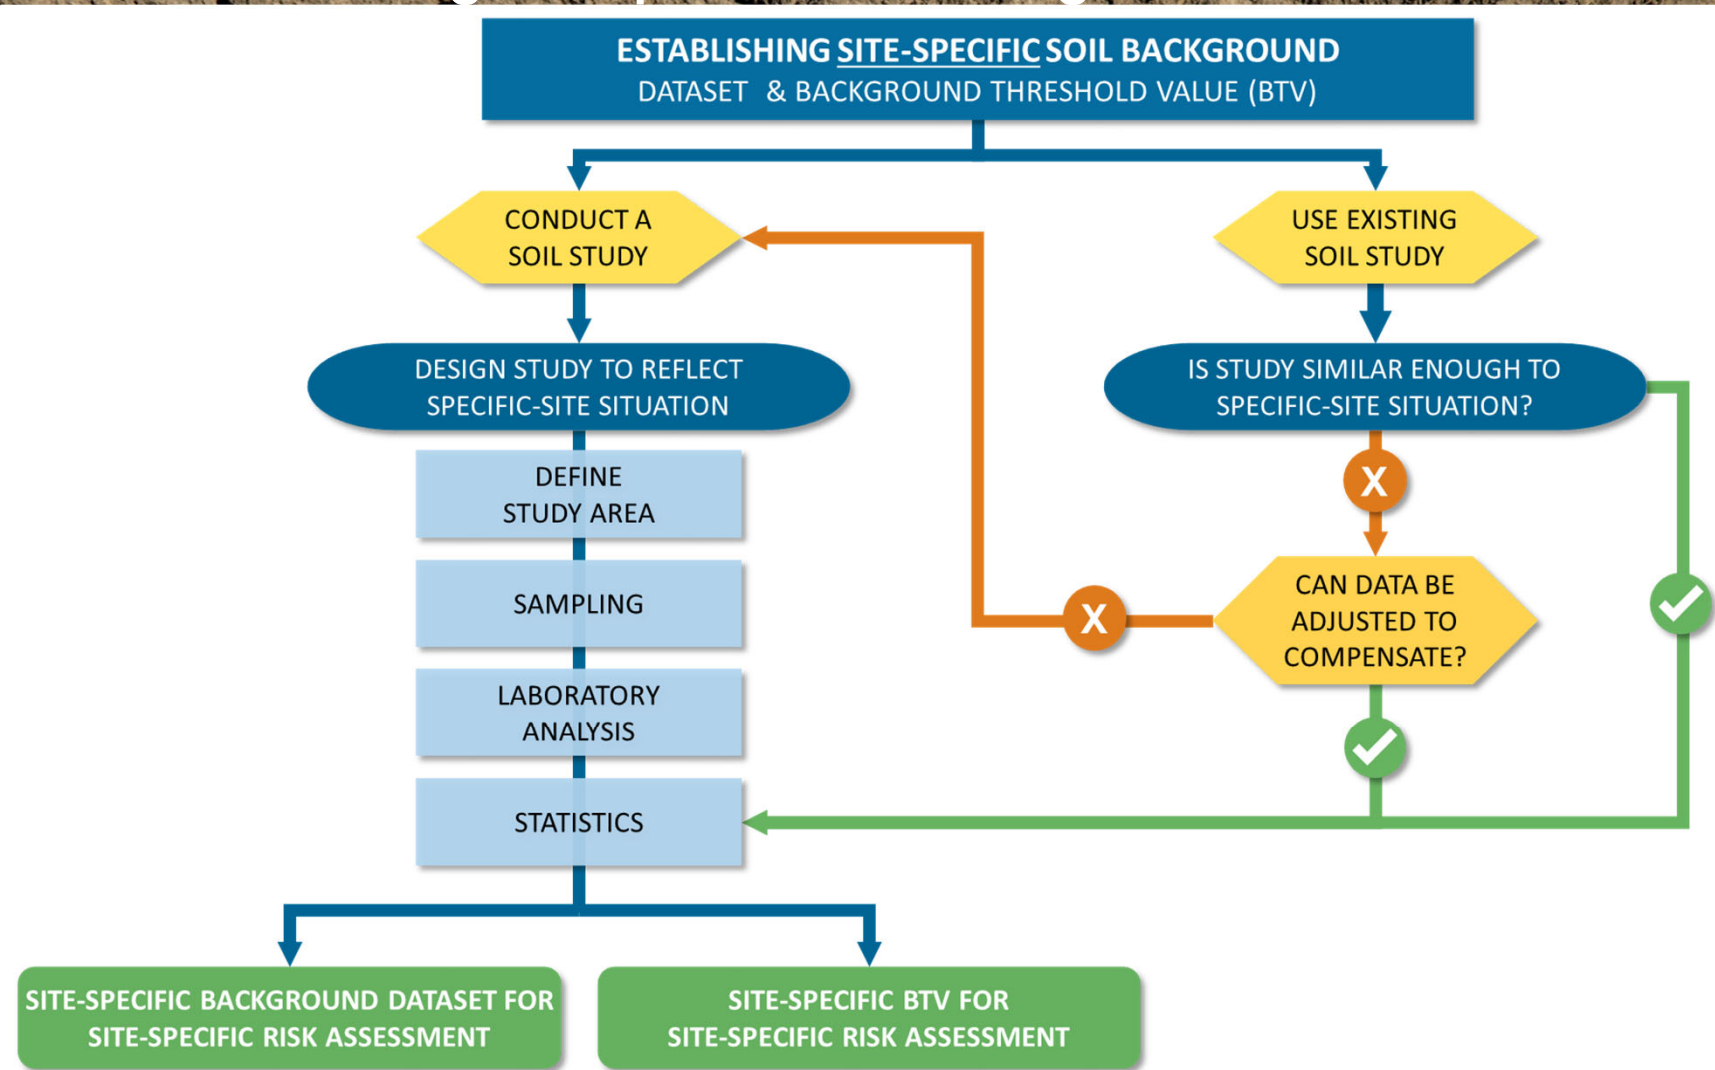 ESTABLISHING SITE-SPECIFIC SOIL BACKGROUND
DATASET & BACKGROUND THRESHOLD VALUE (BTV)
CONDUCT A
SOIL STUDY
USE EXISTING
SOIL STUDY
DESIGN STUDY TO REFLECT
SPECIFIC-SITE SITUATION
IS STUDY SIMILAR ENOUGH TO
SPECIFIC-SITE SITUATION?
DEFINE
STUDY AREA
X
SAMPLING
X
CAN DATA BE
ADJUSTED TO
COMPENSATE?
LABORATORY
ANALYSIS
STATISTICS
SITE-SPECIFIC BACKGROUND DATASET FOR
SITE-SPECIFIC RISK ASSESSMENT
SITE-SPECIFIC BTV FOR
SITE-SPECIFIC RISK ASSESSMENT